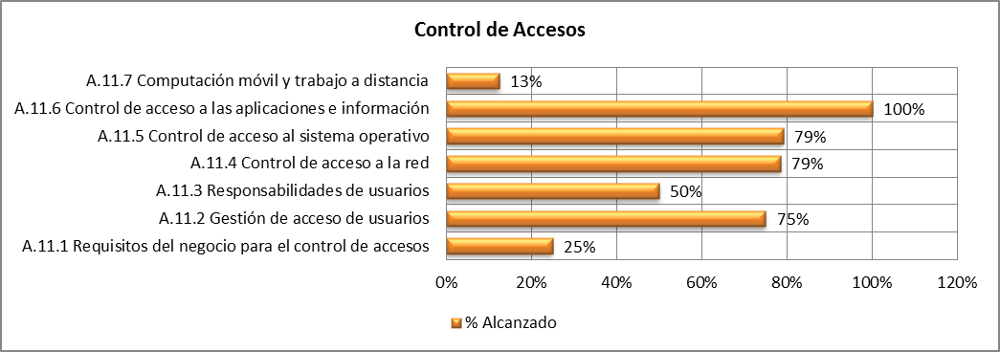 Control de Accesos
A.11.7 Computación móvil y trabajo a distancia 13%
A.11.6 Control de acceso a las aplicaciones e información 100%
A.11.5 Control de acceso al sistema operativo 79%
A.11.4 Control de acceso a la red 79%
A.11.3 Responsabilidades de usuarios 50%
A.11.2 Gestión de acceso de usuarios 75%
A.11.1 Requisitos del negocio para el control de accesos 25%
0% 20% 40% 60% 80% 100% 120%
% Alcanzado